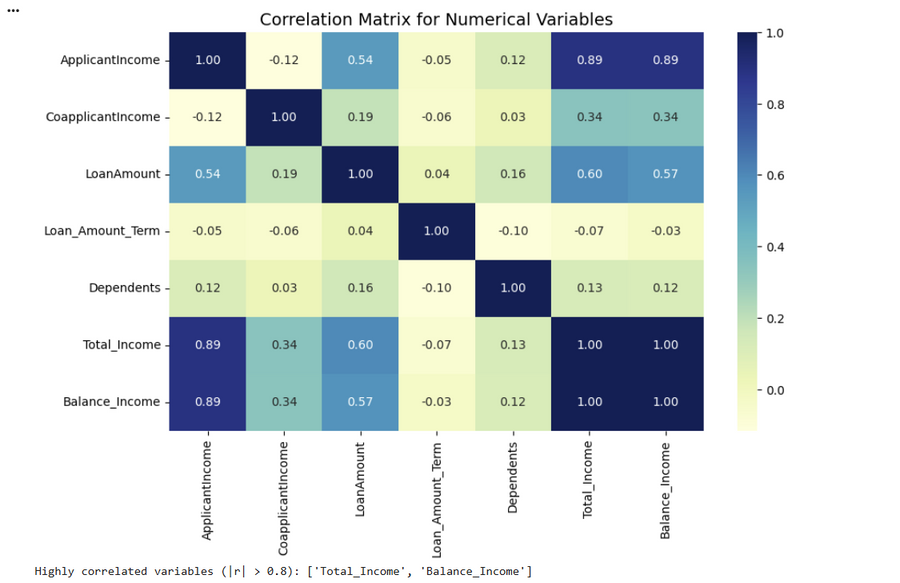 ...
Correlation Matrix for Numerical Variables
1.0
ApplicantIncome 1.00 -0.12 0.54 -0.05 0.12 0.89 0.89
0.8
CoapplicantIncome -0.12 1.00 0.19 -0.06 0.03 0.34 0.34
LoanAmount 0.54 0.19 1.00 0.04 0.16 0.60 0.57
0.6
Loan_Amount_Term -0.05 -0.06 0.04 1.00 -0.10 -0.07 -0.03
0.4
Dependents 0.12 0.03 0.16 -0.10 1.00 0.13 0.12
0.2
Total_Income 0.89 0.34 0.60 -0.07 0.13 1.00 1.00
0.0
Balance_Income 0.89 0.34 0.57 -0.03 0.12 1.00 1.00
ApplicantIncome
CoapplicantIncome
LoanAmount
Loan_Amount_Term
Dependents
Total_Income
Balance_Income
Highly correlated variables (|r| > 0.8): ['Total_Income', 'Balance_Income']